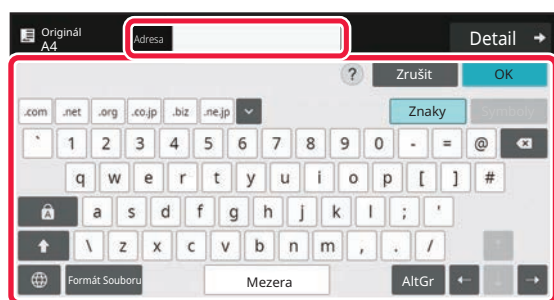 Originál
A4
Adresa
Detail
?
Zrušit
OK
.com .net .org .co.jp .biz .ne.jp
Znaky
Symboly
` 1 2 3 4 5 6 7 8 9 0 - = @
q w e r t y u i o p [ ] #
A a s d f g h j k l ; '
\ z x c v b n m , . /
Formát Souboru
Mezera
AltGr